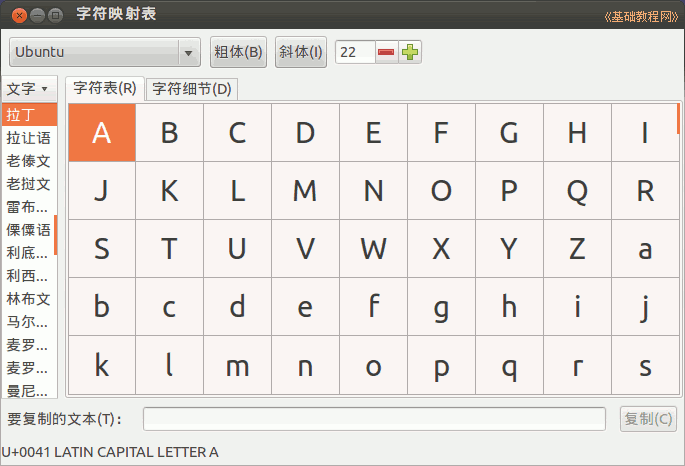 字符映射表
《基础教程网》
Ubuntu 粗体(B) 斜体(I) 22
文字 字符表(R) 字符细节(D)
拉丁
拉让语
老傣文
老挝文
雷布...
傈僳语
利底...
利西...
林布文
马尔...
麦罗...
麦罗...
曼尼...
A B C D E F G H I
J K L M N O P Q R
S T U V W X Y Z a
b c d e f g h i j
k l m n o p q r s
要复制的文本(T)： 复制(C)
U+0041 LATIN CAPITAL LETTER A